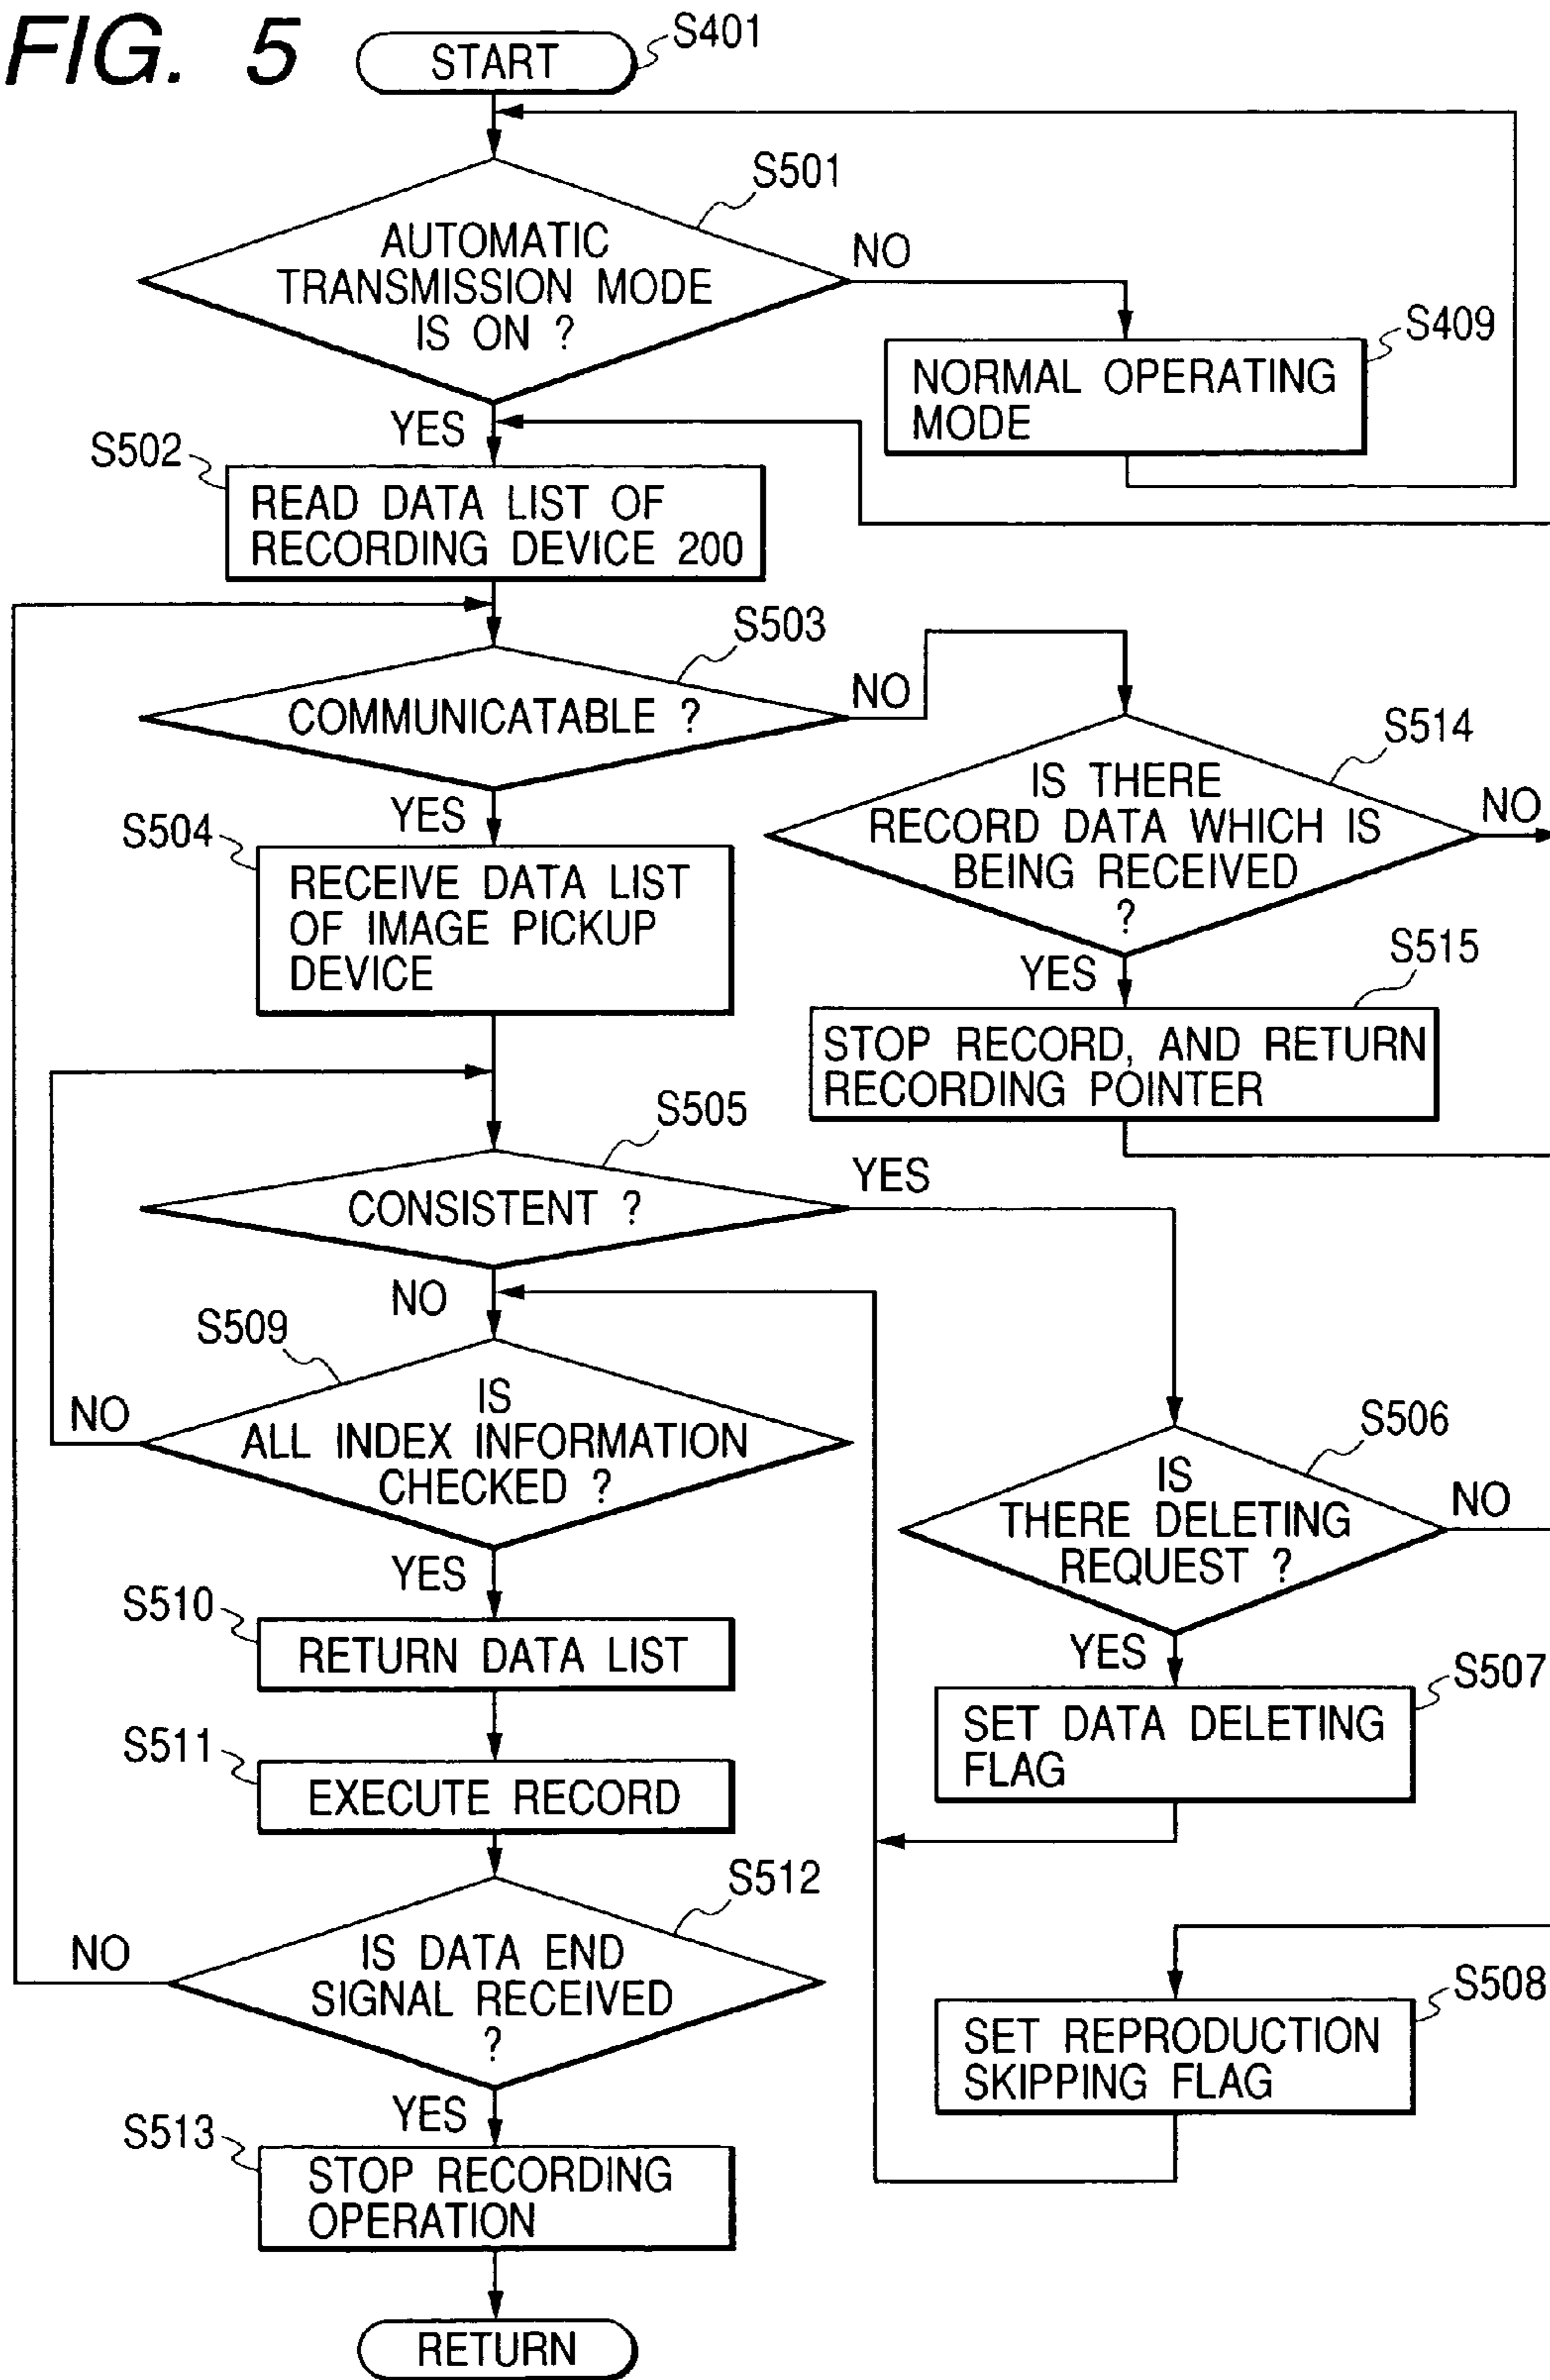 FIG. 5
START
S401
S501
AUTOMATIC
TRANSMISSION MODE
IS ON ?
NO
S409
NORMAL OPERATING
MODE
YES
S502
READ DATA LIST OF
RECORDING DEVICE 200
S503
COMMUNICATABLE ?
NO
S514
IS THERE
RECORD DATA WHICH IS
BEING RECEIVED
?
NO
YES
S504
RECEIVE DATA LIST
OF IMAGE PICKUP
DEVICE
YES
S515
STOP RECORD, AND RETURN
RECORDING POINTER
S505
CONSISTENT ?
YES
NO
S509
IS
ALL INDEX INFORMATION
CHECKED ?
NO
S506
IS
THERE DELETING
REQUEST ?
NO
YES
S510
RETURN DATA LIST
YES
S507
SET DATA DELETING
FLAG
S511
EXECUTE RECORD
S512
IS DATA END
SIGNAL RECEIVED
?
NO
S508
SET REPRODUCTION
SKIPPING FLAG
YES
S513
STOP RECORDING
OPERATION
RETURN